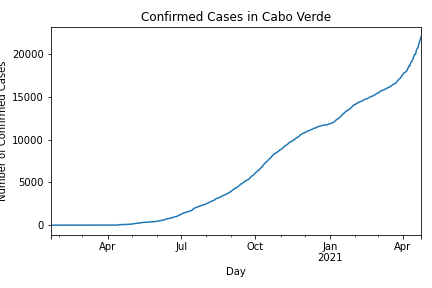 Confirmed Cases in Cabo Verde
Number of Confirmed Cases
20000
15000
10000
5000
0
Apr
Jul
Oct
Jan
2021
Apr
Day